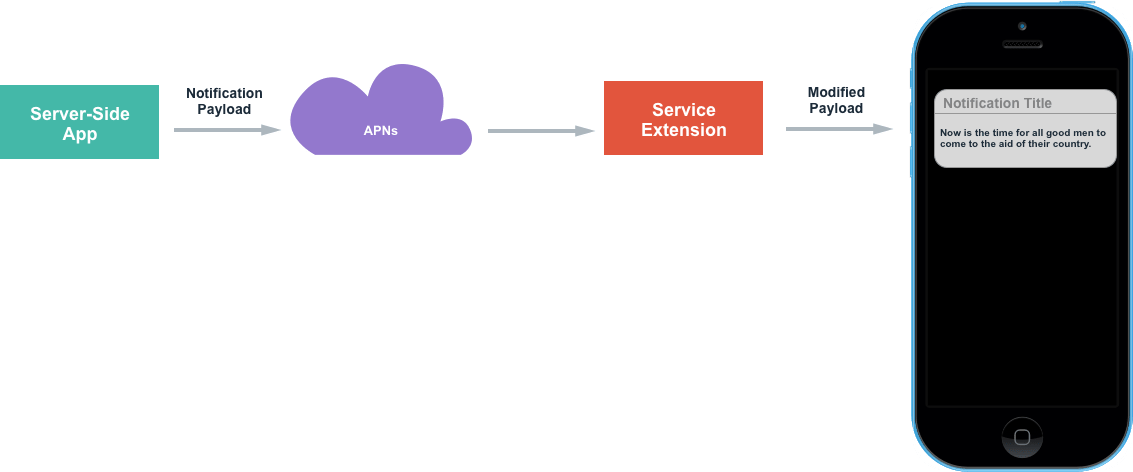 Server-Side
App
Notification
Payload
APNs
Service
Extension
Modified
Payload
Notification Title
Now is the time for all good men to
come to the aid of their country.